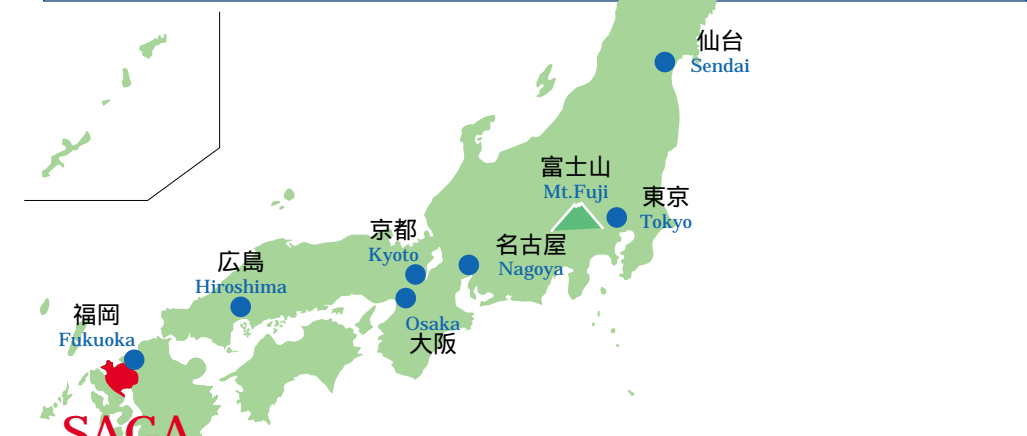 仙台
Sendai
富士山
Mt.Fuji
東京
Tokyo
京都
Kyoto
名古屋
Nagoya
広島
Hiroshima
福岡
Fukuoka
Osaka
大阪
SAGA